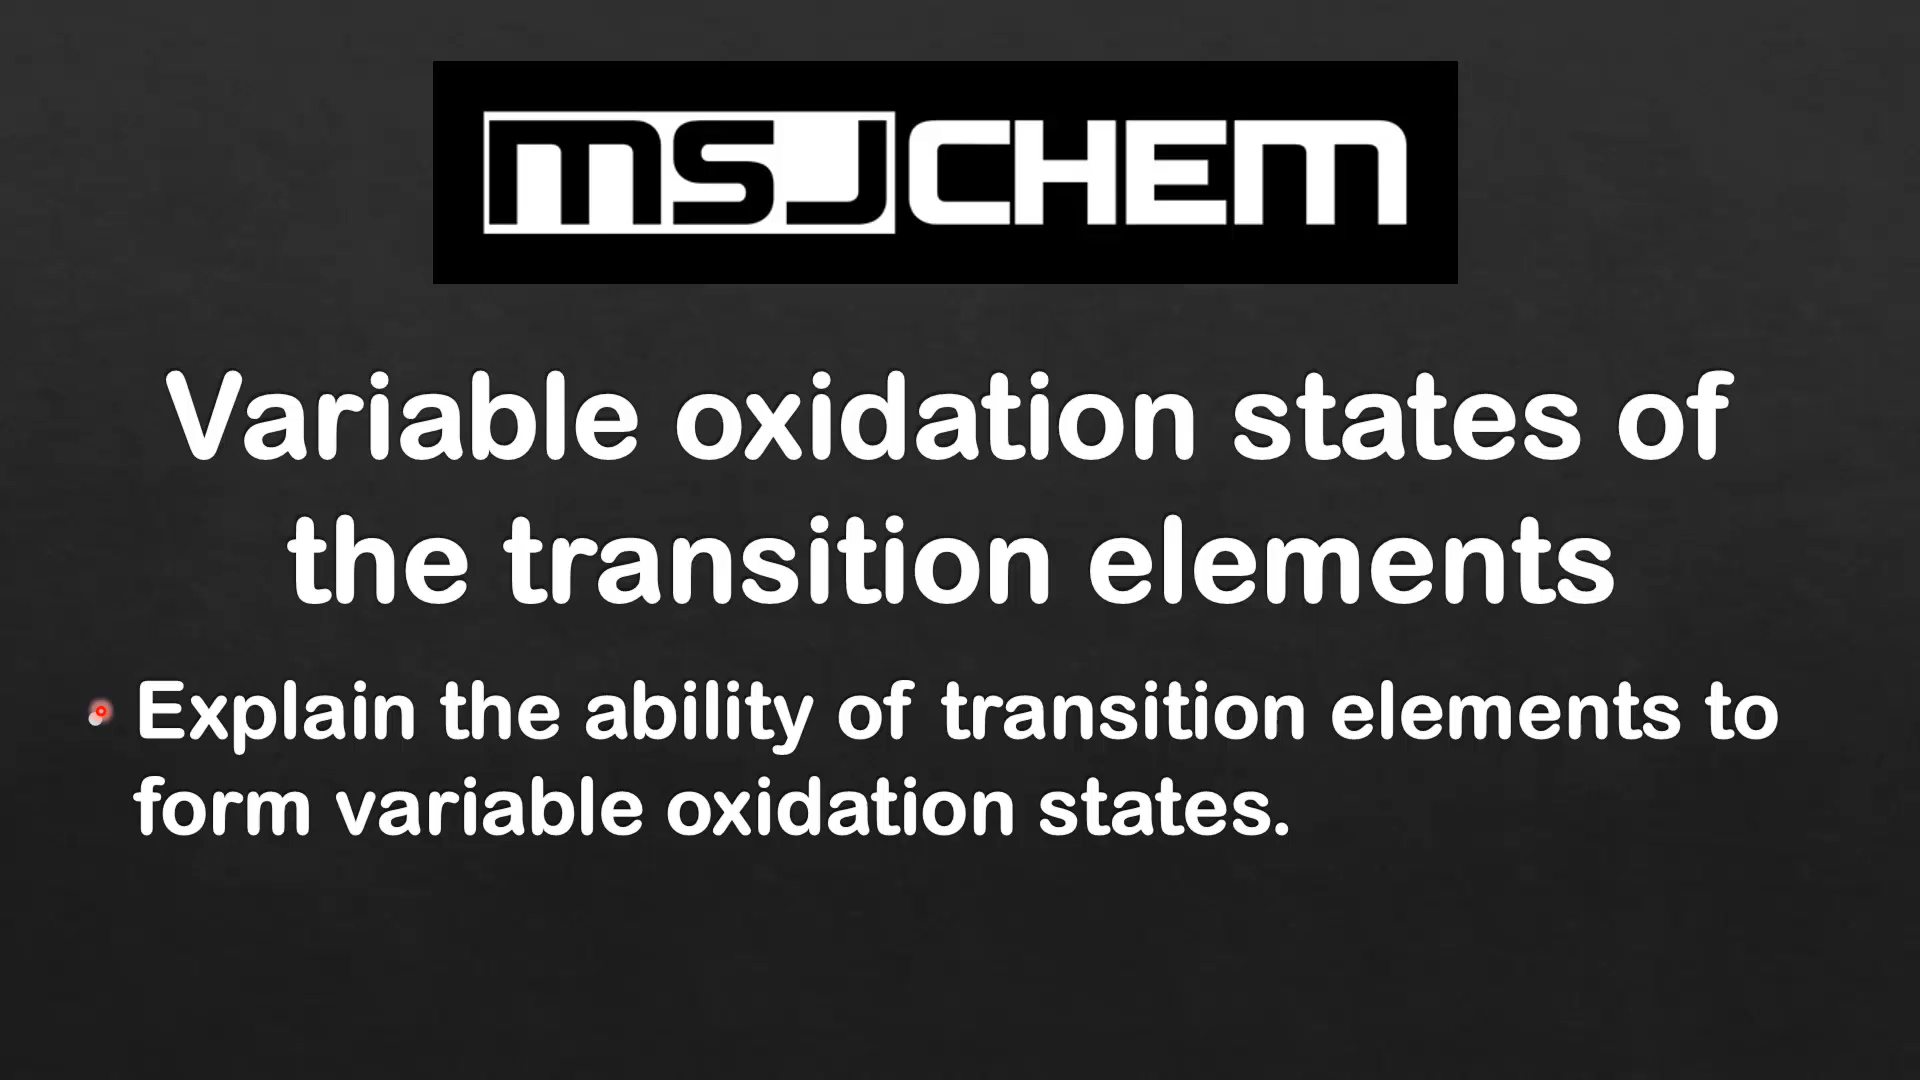 MSJCHEM
Variable oxidation states of
the transition elements
• Explain the ability of transition elements to
form variable oxidation states.